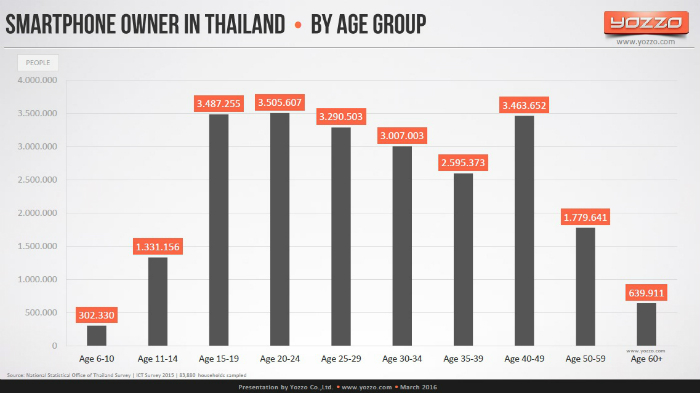 SMARTPHONE OWNER IN THAILAND • BY AGE GROUP
YOZZO
www.yozzo.com
PEOPLE
4.000.000
3.500.000
3.000.000
2.500.000
2.000.000
1.500.000
1.000.000
500.000
0
302.330
1.331.156
3.487.255
3.505.607
3.290.503
3.007.003
2.595.373
3.463.652
1.779.641
639.911
www.yozzo.com
Age 6-10
Age 11-14
Age 15-19
Age 20-24
Age 25-29
Age 30-34
Age 35-39
Age 40-49
Age 50-59
Age 60+
Source: National Statistical Office of Thailand Survey | ICT Survey 2015 | households sampled
Presentation by Yozzo Co.,Ltd. • www.yozzo.com • March 2016